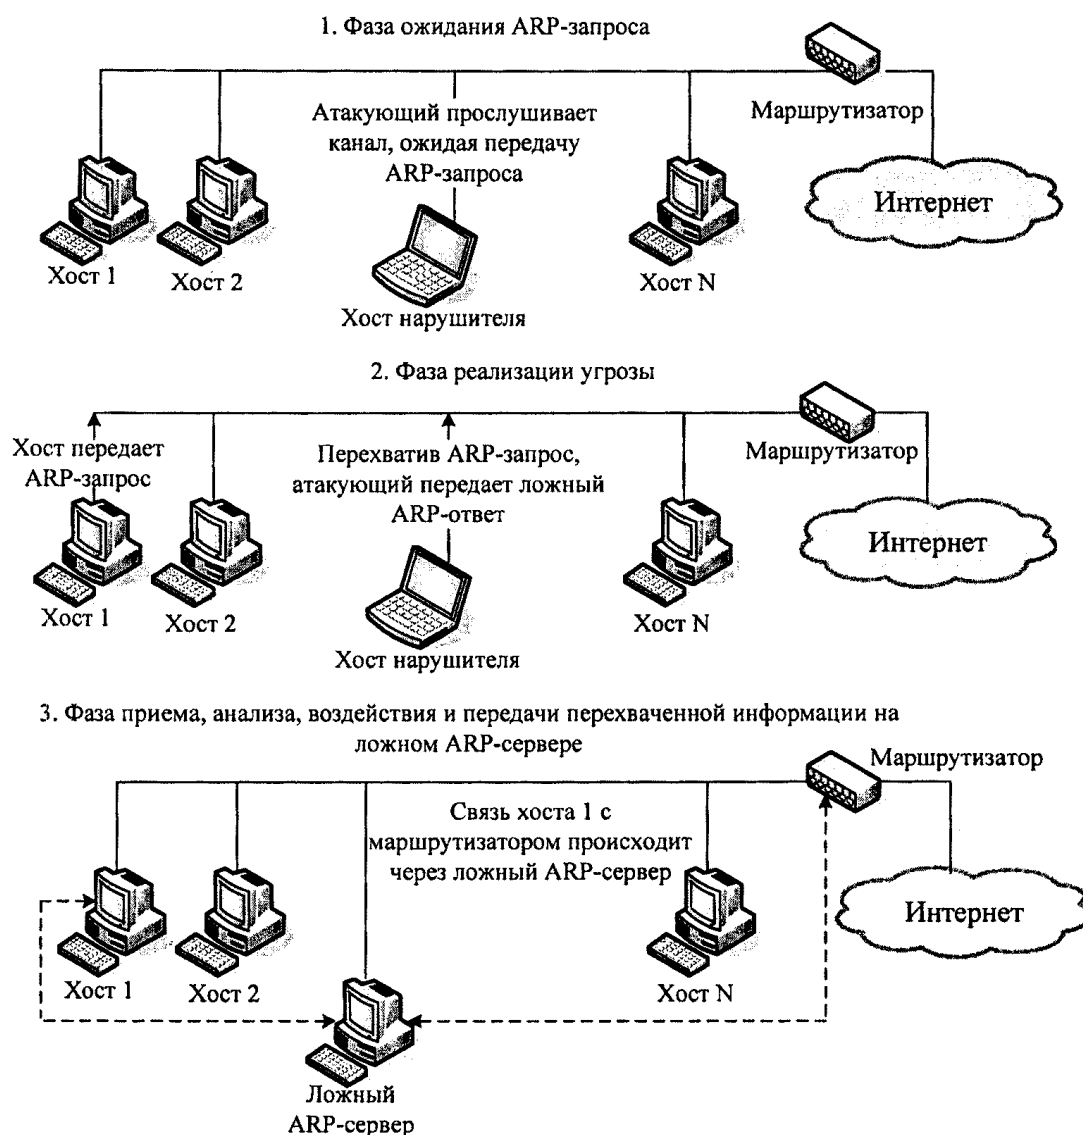 1. Фаза ожидания ARP-запроса
Маршрутизатор
Атакующий прослушивает
канал, ожидая передачу
ARP-запроса
Интернет
Хост 1
Хост 2
Хост N
Хост нарушителя
2. Фаза реализации угрозы
Хост передает
ARP-запрос
Перехватив ARP-запрос,
атакующий передает ложный
ARP-ответ
Маршрутизатор
Интернет
Хост 1
Хост 2
Хост N
Хост нарушителя
3. Фаза приема, анализа, воздействия и передачи перехваченной информации на
ложном ARP-сервере
Маршрутизатор
Связь хоста 1 с
маршрутизатором происходит
через ложный ARP-сервер
Интернет
Хост 1
Хост 2
Хост N
Ложный
ARP-сервер